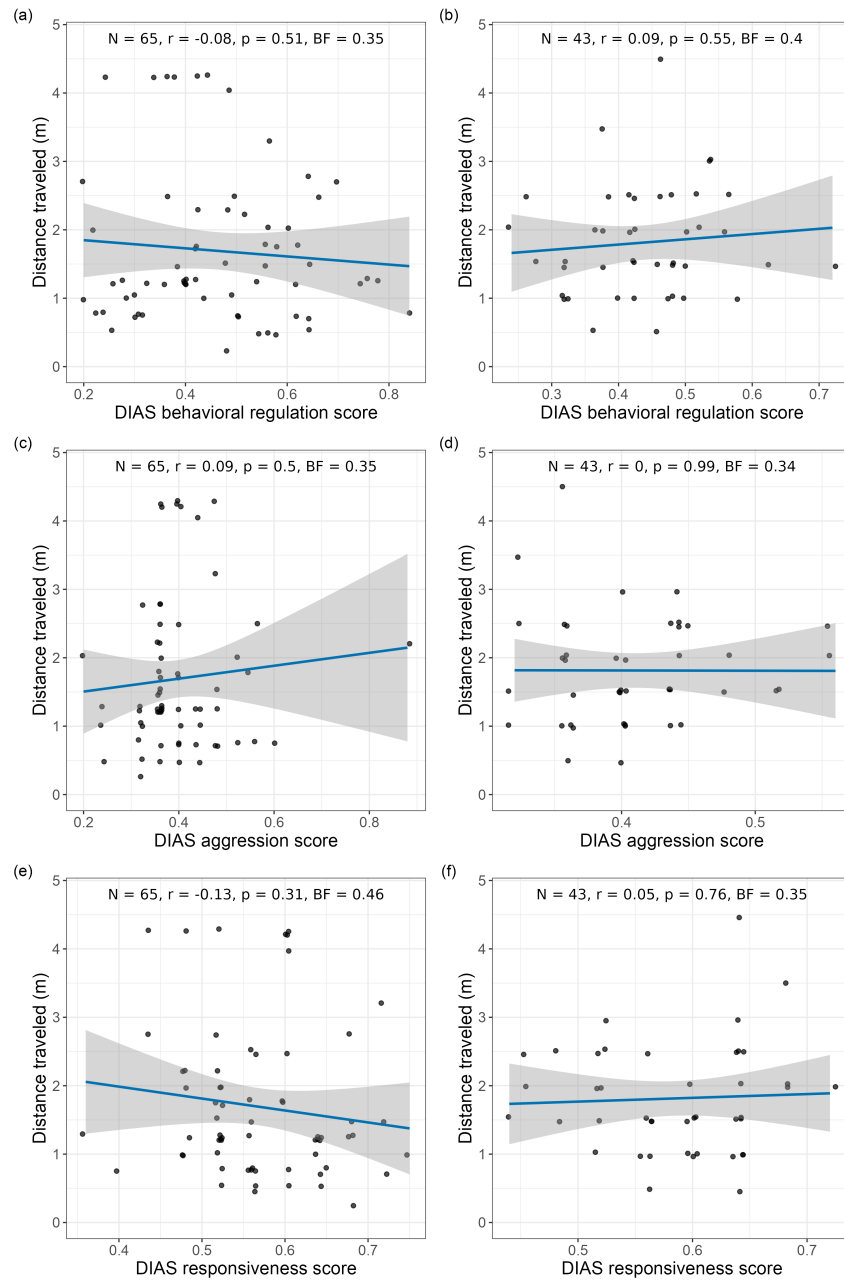 (a)
N = 65, r = -0.08, p = 0.51, BF = 0.35
Distance traveled (m)
5
4
3
2
1
0
0.2 0.4 0.6 0.8
DIAS behavioral regulation score
(b)
N = 43, r = 0.09, p = 0.55, BF = 0.4
Distance traveled (m)
5
4
3
2
1
0
0.3 0.4 0.5 0.6 0.7
DIAS behavioral regulation score
(c)
N = 65, r = 0.09, p = 0.5, BF = 0.35
Distance traveled (m)
5
4
3
2
1
0
0.2 0.4 0.6 0.8
DIAS aggression score
(d)
N = 43, r = 0, p = 0.99, BF = 0.34
Distance traveled (m)
5
4
3
2
1
0
0.4 0.5
DIAS aggression score
(e)
N = 65, r = -0.13, p = 0.31, BF = 0.46
Distance traveled (m)
5
4
3
2
1
0
0.4 0.5 0.6 0.7
DIAS responsiveness score
(f)
N = 43, r = 0.05, p = 0.76, BF = 0.35
Distance traveled (m)
5
4
3
2
1
0
0.5 0.6 0.7
DIAS responsiveness score